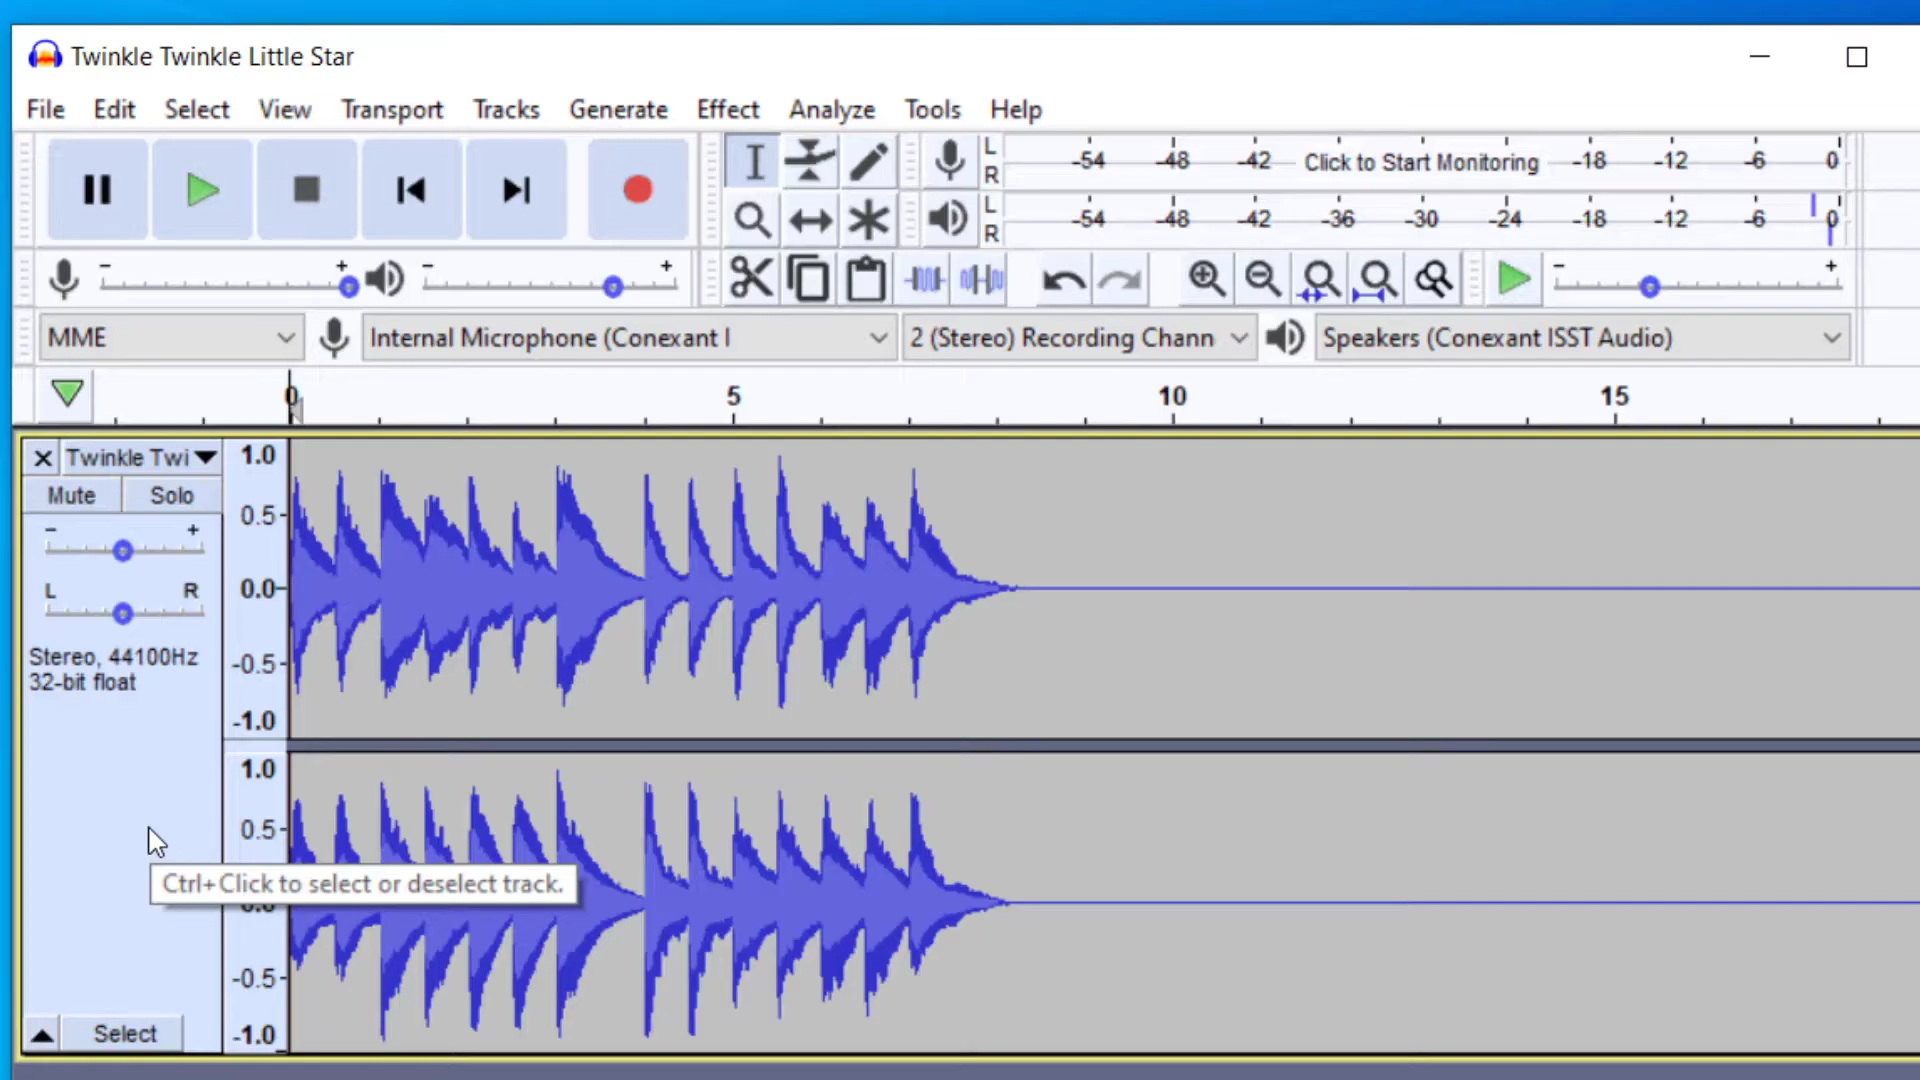 Twinkle Twinkle Little Star
File Edit Select View Transport Tracks Generate Effect Analyze Tools Help
L R -54 -48 -42 Click to Start Monitoring -18 -12 -6 0
L R -54 -48 -42 -36 -30 -24 -18 -12 -6 0
- + - + - +
MME Internal Microphone (Conexant I 2 (Stereo) Recording Chann Speakers (Conexant ISST Audio)
0 5 10 15
Twinkle Twi 1.0
Mute Solo
0.5
- +
L R 0.0
Stereo, 44100Hz -0.5
32-bit float
-1.0
1.0
0.5
Ctrl+Click to select or deselect track.
0.0
-0.5
Select -1.0